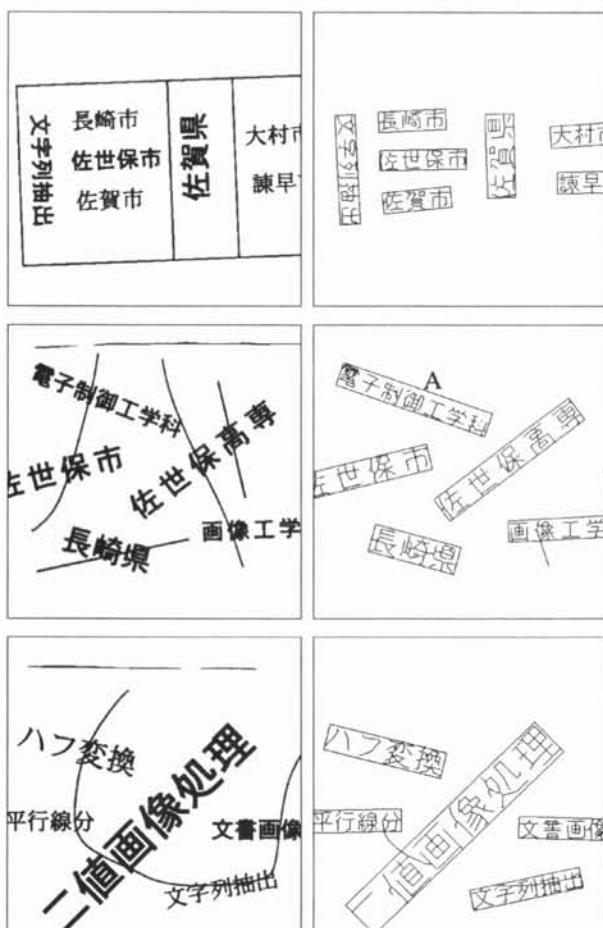 文字列抽出
長崎市
佐世保市
佐賀市
佐賀県
大村市
諫早
文字列抽出
長崎市
佐世保市
佐賀市
佐賀県
大村市
諫早
電子制御工学科
佐世保市
佐世保高専
長崎県
画像工学
A
電子制御工学科
佐世保市
佐世保高専
長崎県
画像工学
ハフ変換
平行線分
二値画像処理
文書画像
文字列抽出
ハフ変換
平行線分
二値画像処理
文書画像
文字列抽出